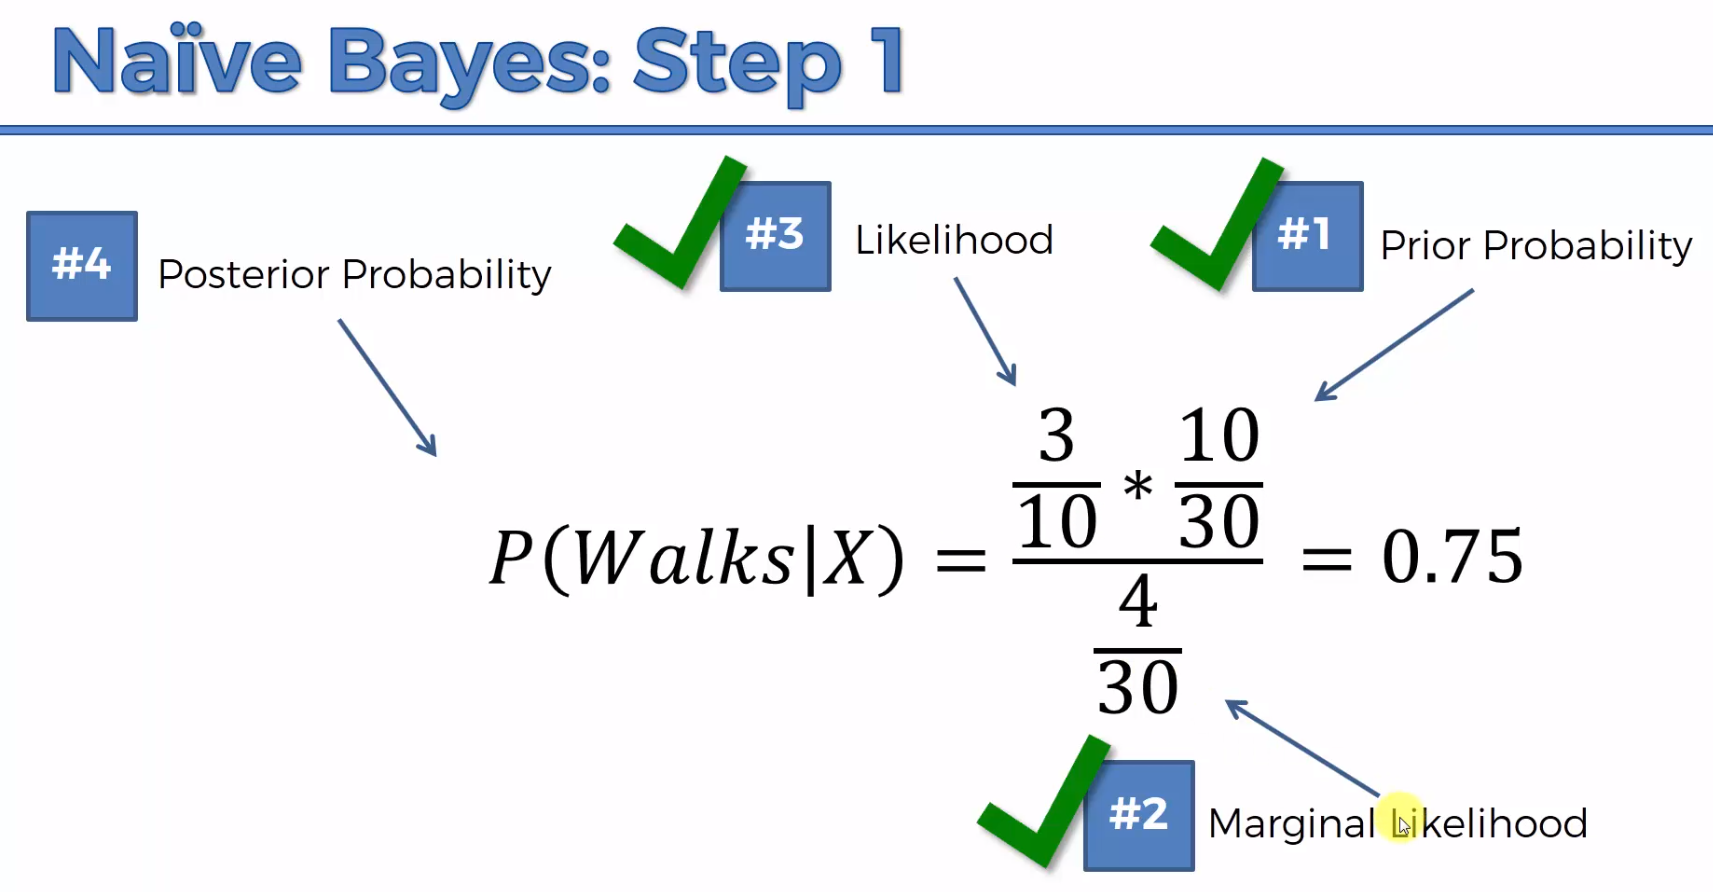 Naïve Bayes: Step 1
#4 Posterior Probability
#3 Likelihood
#1 Prior Probability
P(Walks|X) = 3/10 * 10/30 / 4/30 = 0.75
#2 Marginal Likelihood